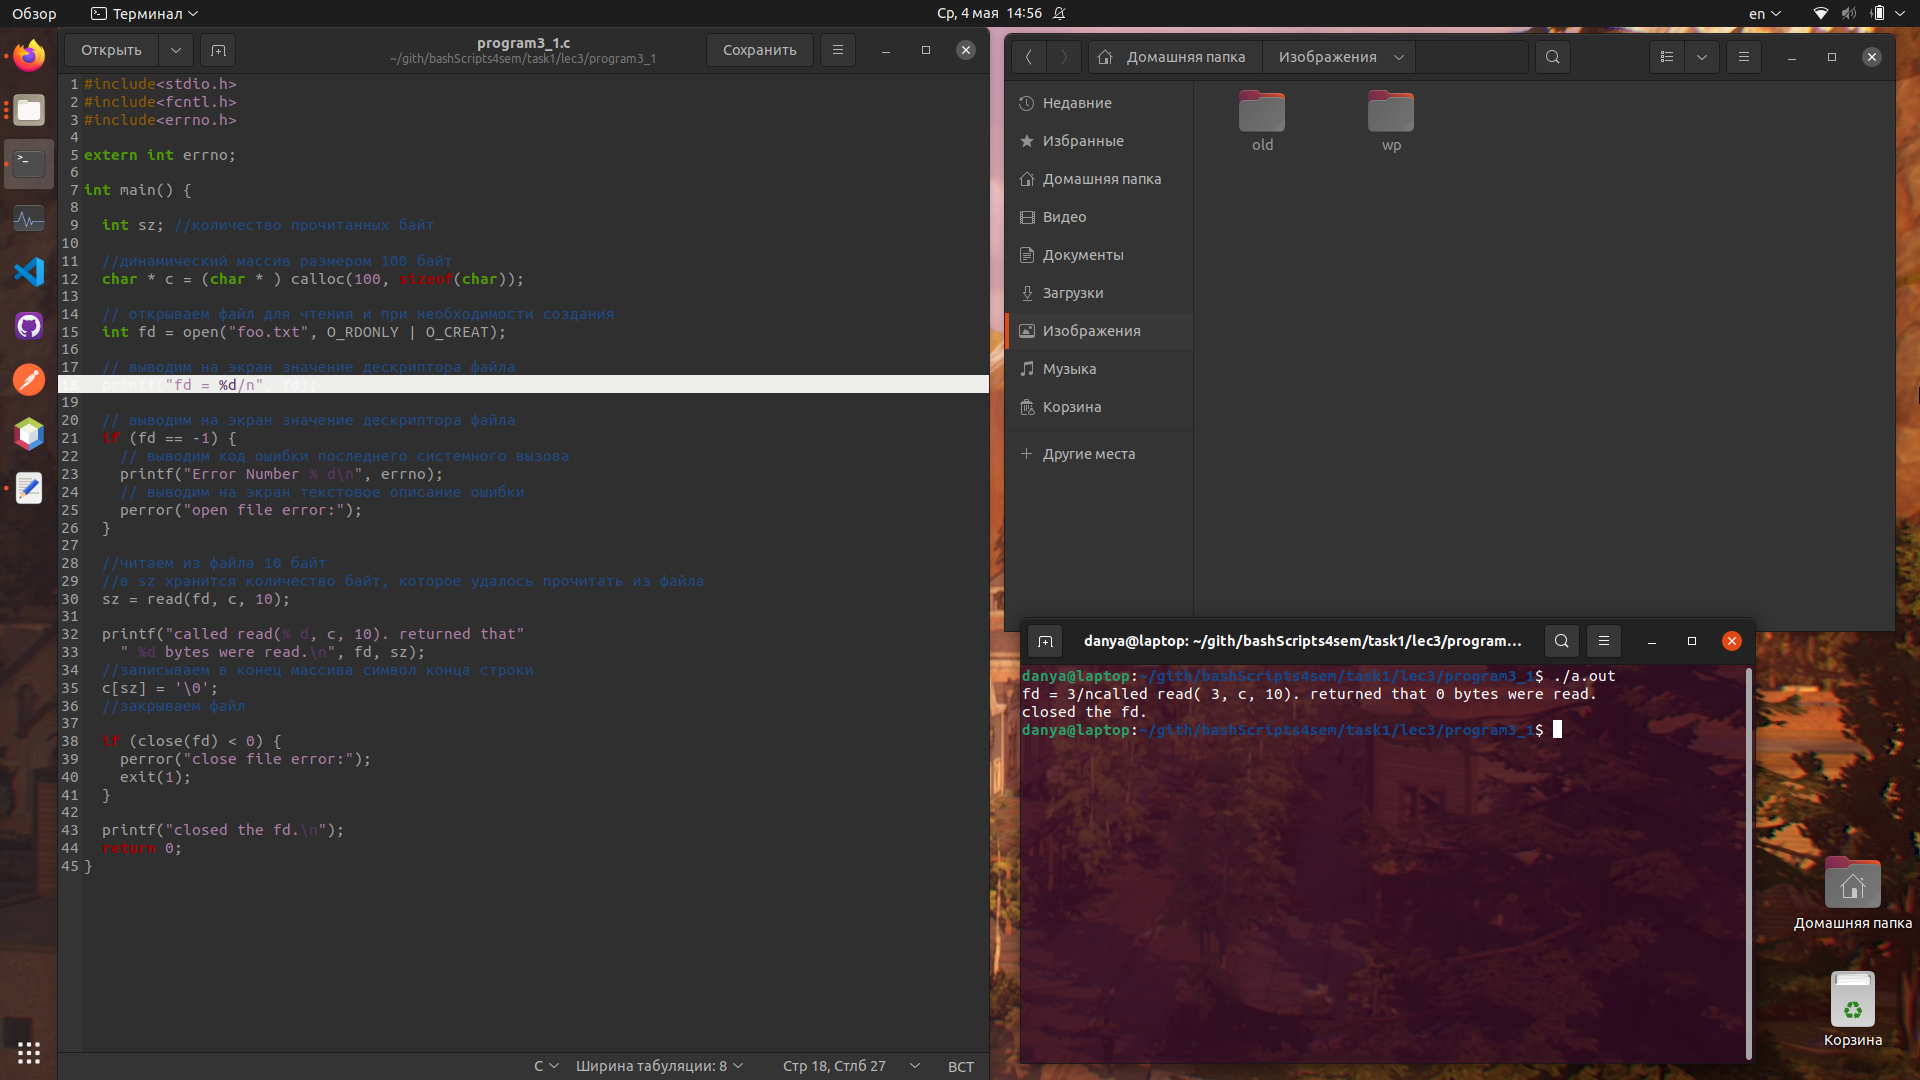 Обзор
Терминал
Ср, 4 мая 14:56
en
Открыть
program3_1.c
~/gith/bashScripts4sem/task1/lec3/program3_1
Сохранить
1 #include<stdio.h>
2 #include<fcntl.h>
3 #include<errno.h>
4
5 extern int errno;
6
7 int main() {
8
9 int sz; //количество прочитанных байт
10
11 //динамический массив размером 100 байт
12 char * c = (char * ) calloc(100, sizeof(char));
13
14 // открываем файл для чтения и при необходимости создания
15 int fd = open("foo.txt", O_RDONLY | O_CREAT);
16
17 // выводим на экран значение дескриптора файла
18 printf("fd = %d/n", fd);
19
20 // выводим на экран значение дескриптора файла
21 if (fd == -1) {
22 // выводим код ошибки последнего системного вызова
23 printf("Error Number % d\n", errno);
24 // выводим на экран текстовое описание ошибки
25 perror("open file error:");
26 }
27
28 //читаем из файла 10 байт
29 //в sz хранится количество байт, которое удалось прочитать из файла
30 sz = read(fd, c, 10);
31
32 printf("called read(% d, c, 10). returned that"
33 " %d bytes were read.\n", fd, sz);
34 //записываем в конец массива символ конца строки
35 c[sz] = '\0';
36 //закрываем файл
37
38 if (close(fd) < 0) {
39 perror("close file error:");
40 exit(1);
41 }
42
43 printf("closed the fd.\n");
44 return 0;
45 }
C
Ширина табуляции: 8
Стр 18, Стлб 27
ВСТ
Домашняя папка
Изображения
Недавние
Избранные
Домашняя папка
Видео
Документы
Загрузки
Изображения
Музыка
Корзина
Другие места
old
wp
danya@laptop: ~/gith/bashScripts4sem/task1/lec3/program...
danya@laptop:~/gith/bashScripts4sem/task1/lec3/program3_1$ ./a.out
fd = 3/ncalled read( 3, c, 10). returned that 0 bytes were read.
closed the fd.
danya@laptop:~/gith/bashScripts4sem/task1/lec3/program3_1$
Домашняя папка
Корзина